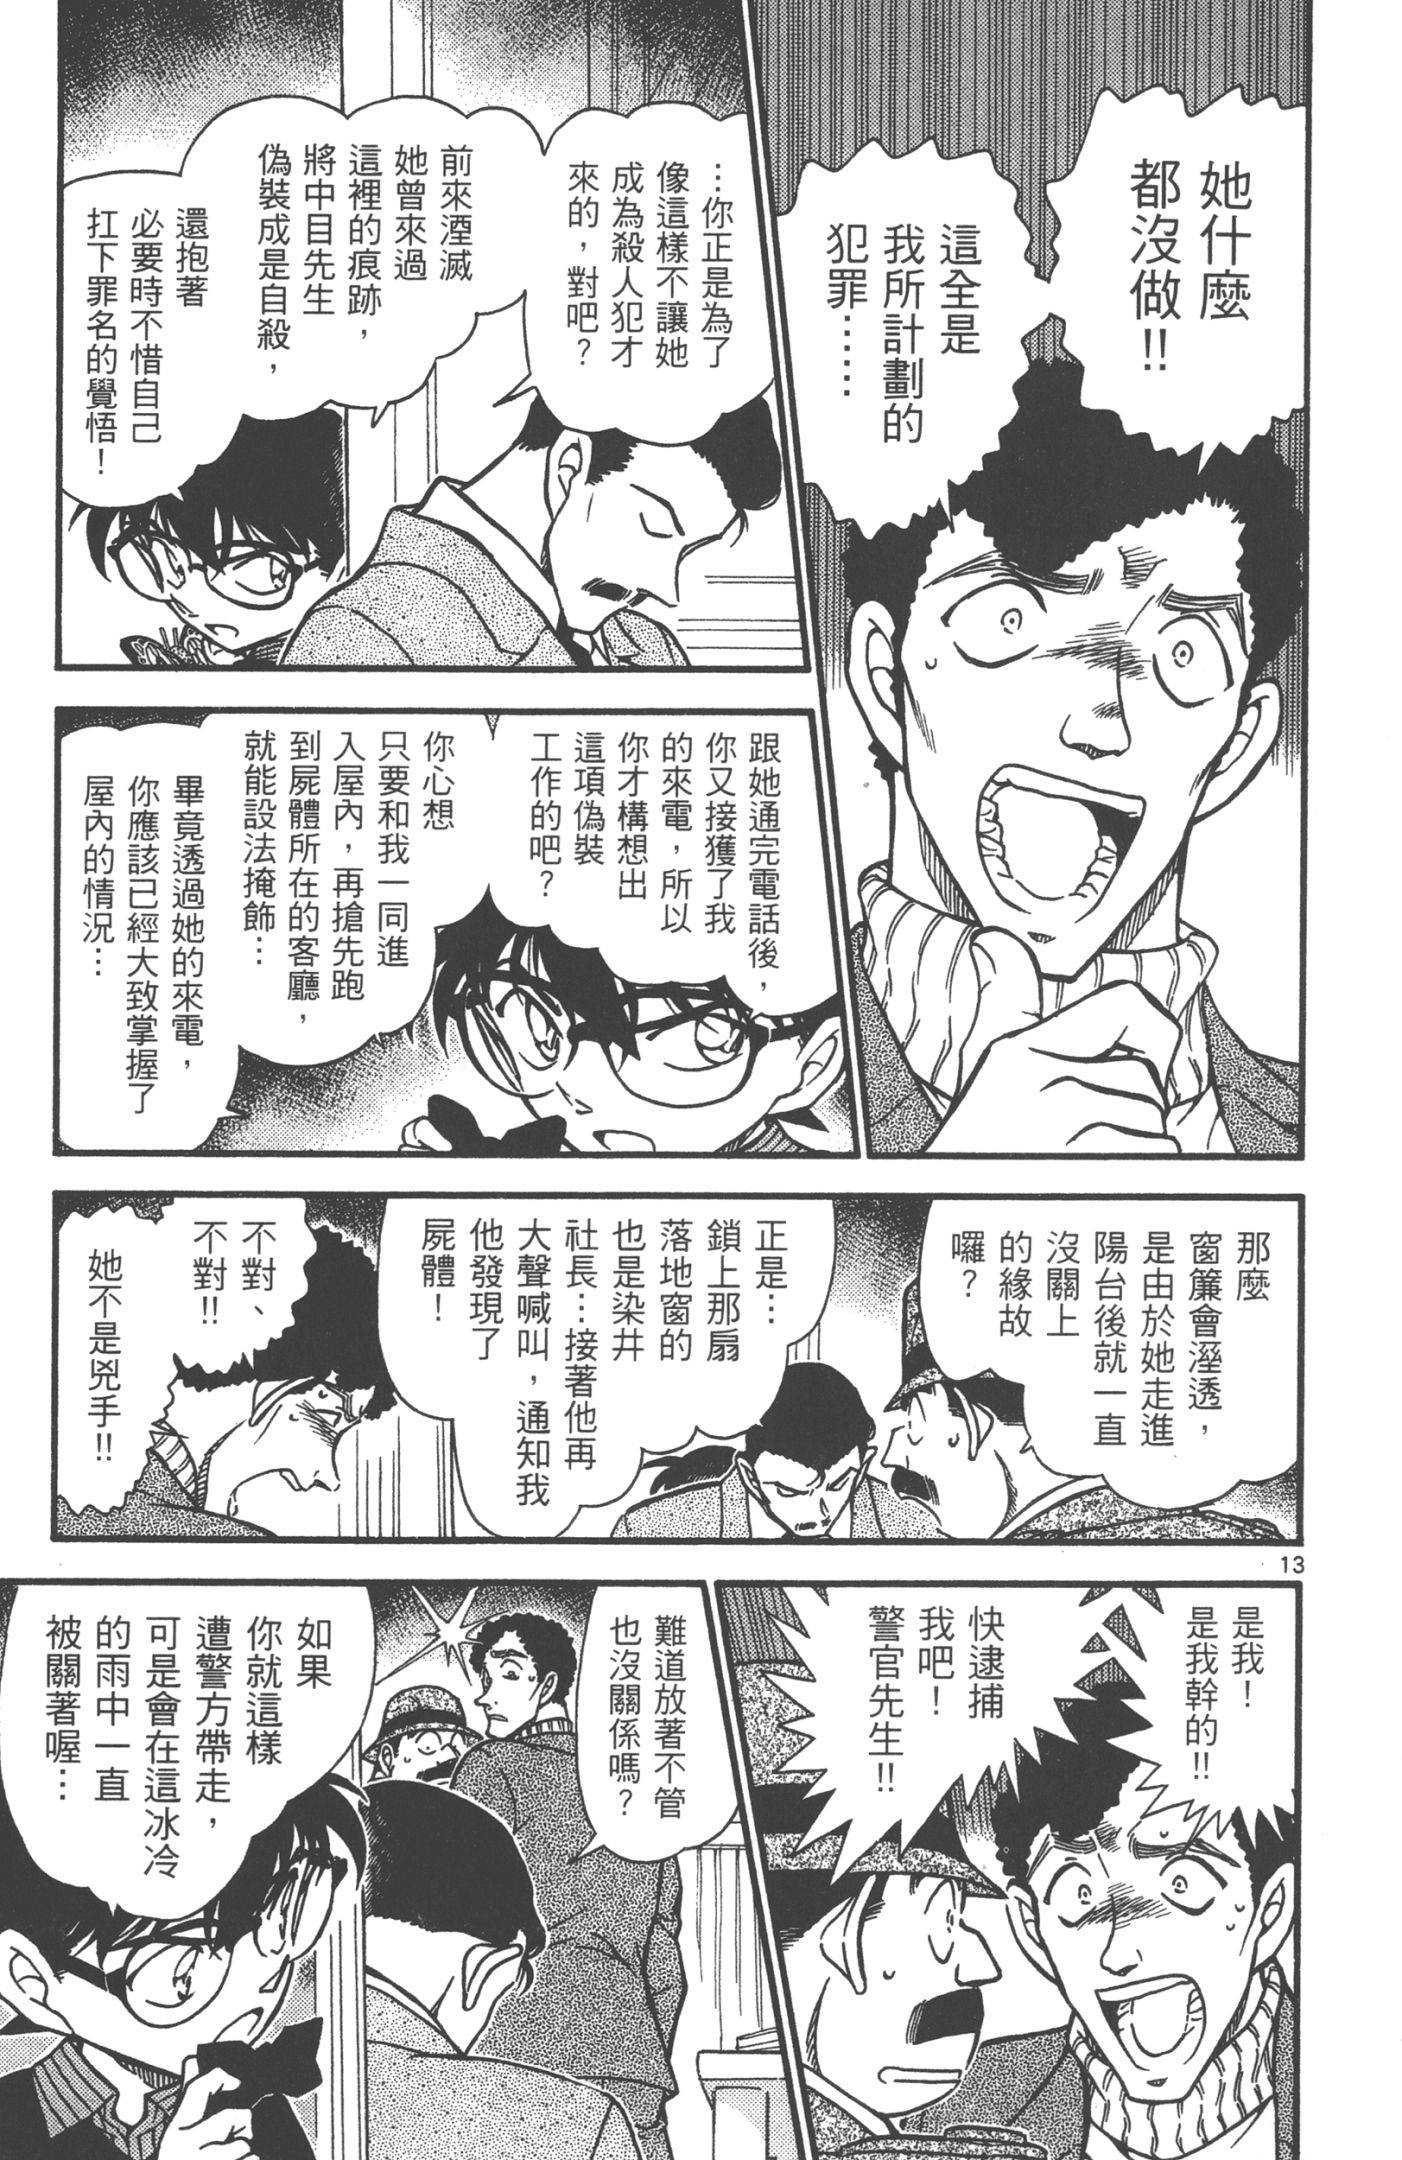 她什麼
都沒做!!
這全是
我所計劃的
犯罪……
…你正是為了
像這樣不讓她
成為殺人犯才
來的，對吧？
前來湮滅
她曾來過
這裡的痕跡，
將中目先生
偽裝成是自殺，
還抱著
必要時不惜自己
扛下罪名的覺悟！
跟她通完電話後，
你又接獲了我
的來電，所以
你才構想出
這項偽裝
工作的吧？
你心想
只要和我一同進
入屋內，再搶先跑
到屍體所在的客廳，
就能設法掩飾…
畢竟透過她的來電，
你應該已經大致掌握了
屋內的情況…
那麼
窗簾會溼透，
是由於她走進
陽台後就一直
沒關上
的緣故
囉？
正是…
鎖上那扇
落地窗的
也是染井
社長…接著他再
大聲喊叫，通知我
他發現了
屍體！
不對、
不對!!
她不是兇手!!
13
是我！
是我幹的!!
快逮捕
我吧！
警官先生!!
難道放著不管
也沒關係嗎？
如果
你就這樣
遭警方帶走，
可是會在這冰冷
的雨中一直
被關著喔…